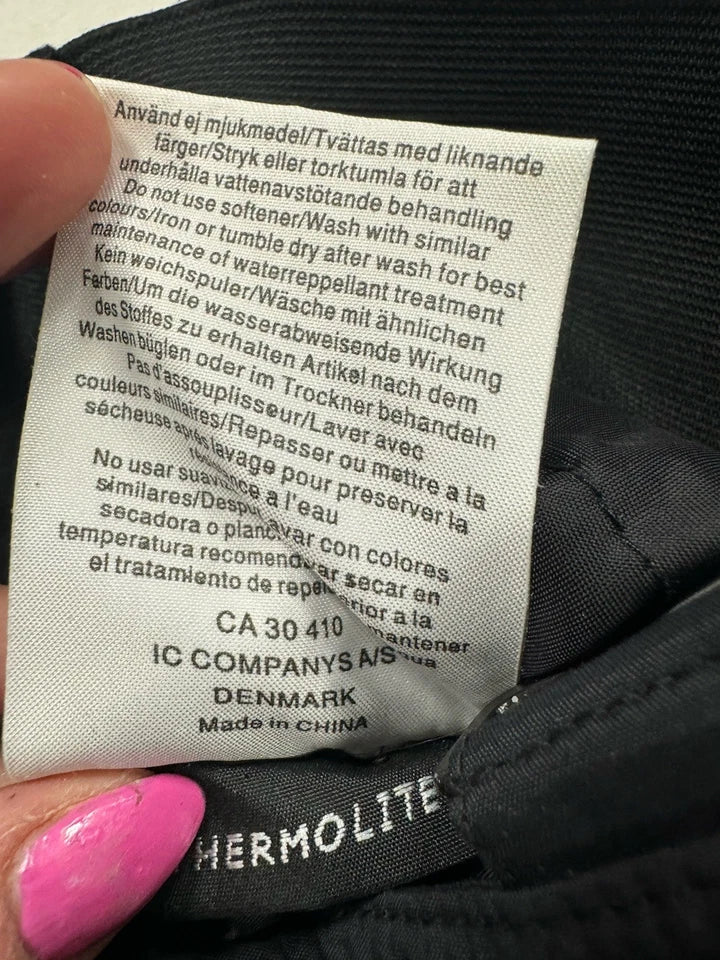 Använd ej mjukmedel/Tvättas med liknande
färger/Stryk eller torktumla för att
underhålla vattenavstötande behandling
Do not use softener/Wash with similar
colours/Iron or tumble dry after wash for best
maintenance of waterreppellant treatment
Kein weichspuler/Wäsche mit ähnlichen
Farben/Um die wasserabweisende Wirkung
des Stoffes zu erhalten Artikel nach dem
Washen büglen oder im Trockner behandeln
Pas d'assouplisseur/Laver avec
couleurs similaires/Repasser ou mettre a la
sécheuse aprés lavage pour preserver la
a l'eau
No usar con colores
similares/ secar en
secadora o a la
temperatura mantener
el tratamiento de
CA 30 410
IC COMPANYS A/S
DENMARK
Made in CHINA
HERMOLITE